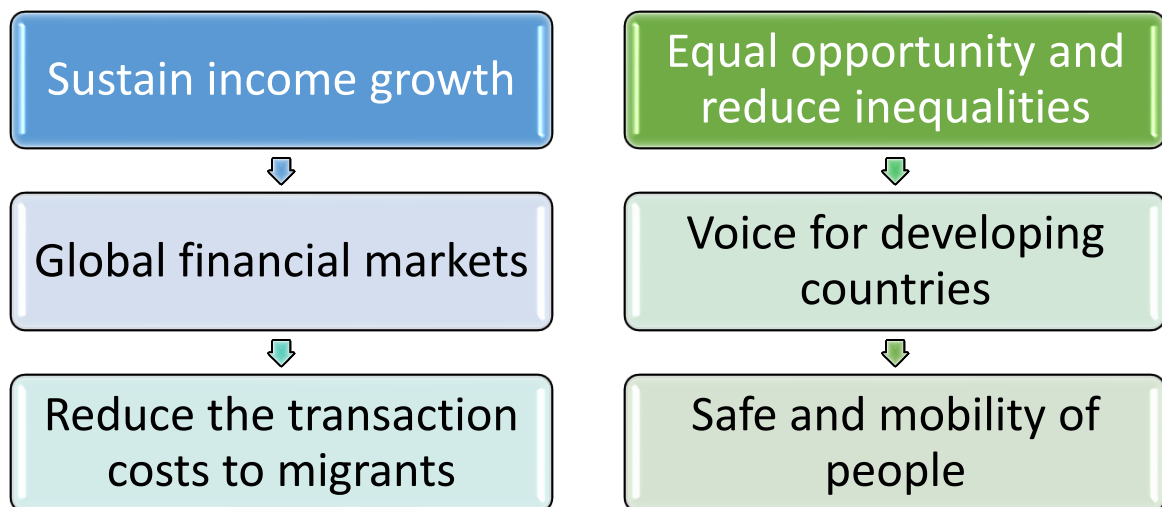 Sustain income growth
Global financial markets
Reduce the transaction
costs to migrants
Equal opportunity and
reduce inequalities
Voice for developing
countries
Safe and mobility of
people